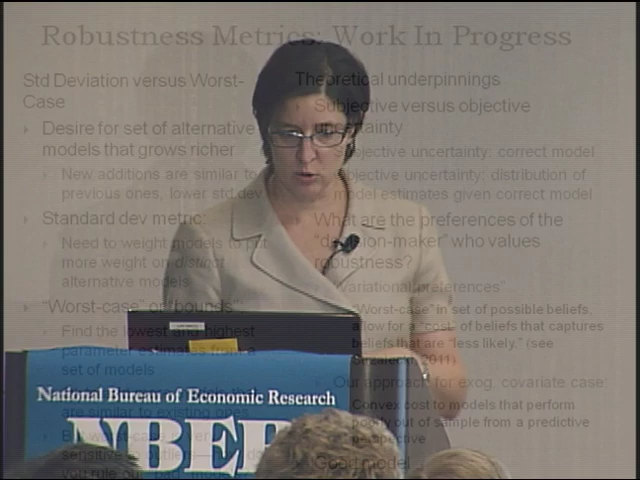 Robustness Metrics: Work In Progress
Std Deviation versus Worst-
Case
Desire for set of alternative
models that grows richer
New additions are similar to
previous ones, lower std dev
Standard dev metric:
Need to weight models to put
more weight on distinct
alternative models
"Worst-case" or "bounds":
Find the lowest and highest
parameter estimates from a
set of models
are similar to existing ones
Theoretical underpinnings
Subjective versus objective
uncertainty
Subjective uncertainty: correct model
Objective uncertainty: distribution of
model estimates given correct model
What are the preferences of the
"decision-maker" who values
robustness?
"Variational preferences"
"Worst-case" in set of possible beliefs,
allow for a "cost" of beliefs that captures
beliefs that are "less likely." (see
2011)
Our approach for exog. covariate case:
Convex cost to models that perform
poorly out of sample from a predictive
perspective
Good model
National Bureau of Economic Research
NBER